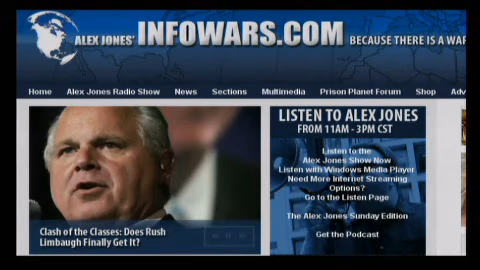 ALEX JONES' INFOWARS.COM BECAUSE THERE IS A WAR
Home Alex Jones Radio Show News Sections Multimedia Prison Planet Forum Shop Adv
LISTEN TO ALEX JONES
FROM 11AM - 3PM CST
Listen to the
Alex Jones Show Now
Listen with Windows Media Player
Need More Internet Streaming
Options?
Go to the Listen Page
The Alex Jones Sunday Edition
Get the Podcast
Clash of the Classes: Does Rush
Limbaugh Finally Get It?